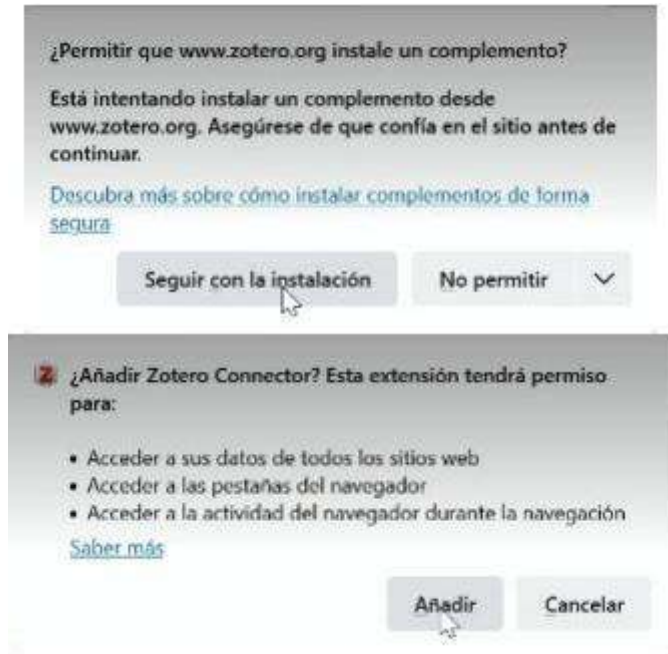 ¿Permitir que www.zotero.org instale un complemento?
Está intentando instalar un complemento desde
www.zotero.org. Asegúrese de que confía en el sitio antes de
continuar.
Descubra más sobre cómo instalar complementos de forma
segura
Seguir con la instalación
No permitir
Z ¿Añadir Zotero Connector? Esta extensión tendrá permiso
para:
• Acceder a sus datos de todos los sitios web
• Acceder a las pestañas del navegador
• Acceder a la actividad del navegador durante la navegación
Saber más
Añadir
Cancelar